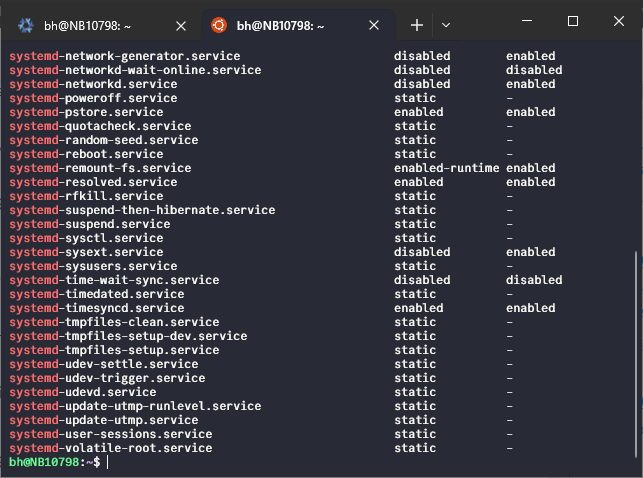 bh@NB10798: ~ bh@NB10798: ~
systemd-network-generator.service disabled enabled
systemd-networkd-wait-online.service disabled disabled
systemd-networkd.service disabled enabled
systemd-poweroff.service static -
systemd-pstore.service enabled enabled
systemd-quotacheck.service static -
systemd-random-seed.service static -
systemd-reboot.service static -
systemd-remount-fs.service enabled-runtime enabled
systemd-resolved.service enabled enabled
systemd-rfkill.service static -
systemd-suspend-then-hibernate.service static -
systemd-suspend.service static -
systemd-sysctl.service static -
systemd-sysext.service disabled enabled
systemd-sysusers.service static -
systemd-time-wait-sync.service disabled disabled
systemd-timedated.service static -
systemd-timesyncd.service enabled enabled
systemd-tmpfiles-clean.service static -
systemd-tmpfiles-setup-dev.service static -
systemd-tmpfiles-setup.service static -
systemd-udev-settle.service static -
systemd-udev-trigger.service static -
systemd-udevd.service static -
systemd-update-utmp-runlevel.service static -
systemd-update-utmp.service static -
systemd-user-sessions.service static -
systemd-volatile-root.service static -
bh@NB10798:~$